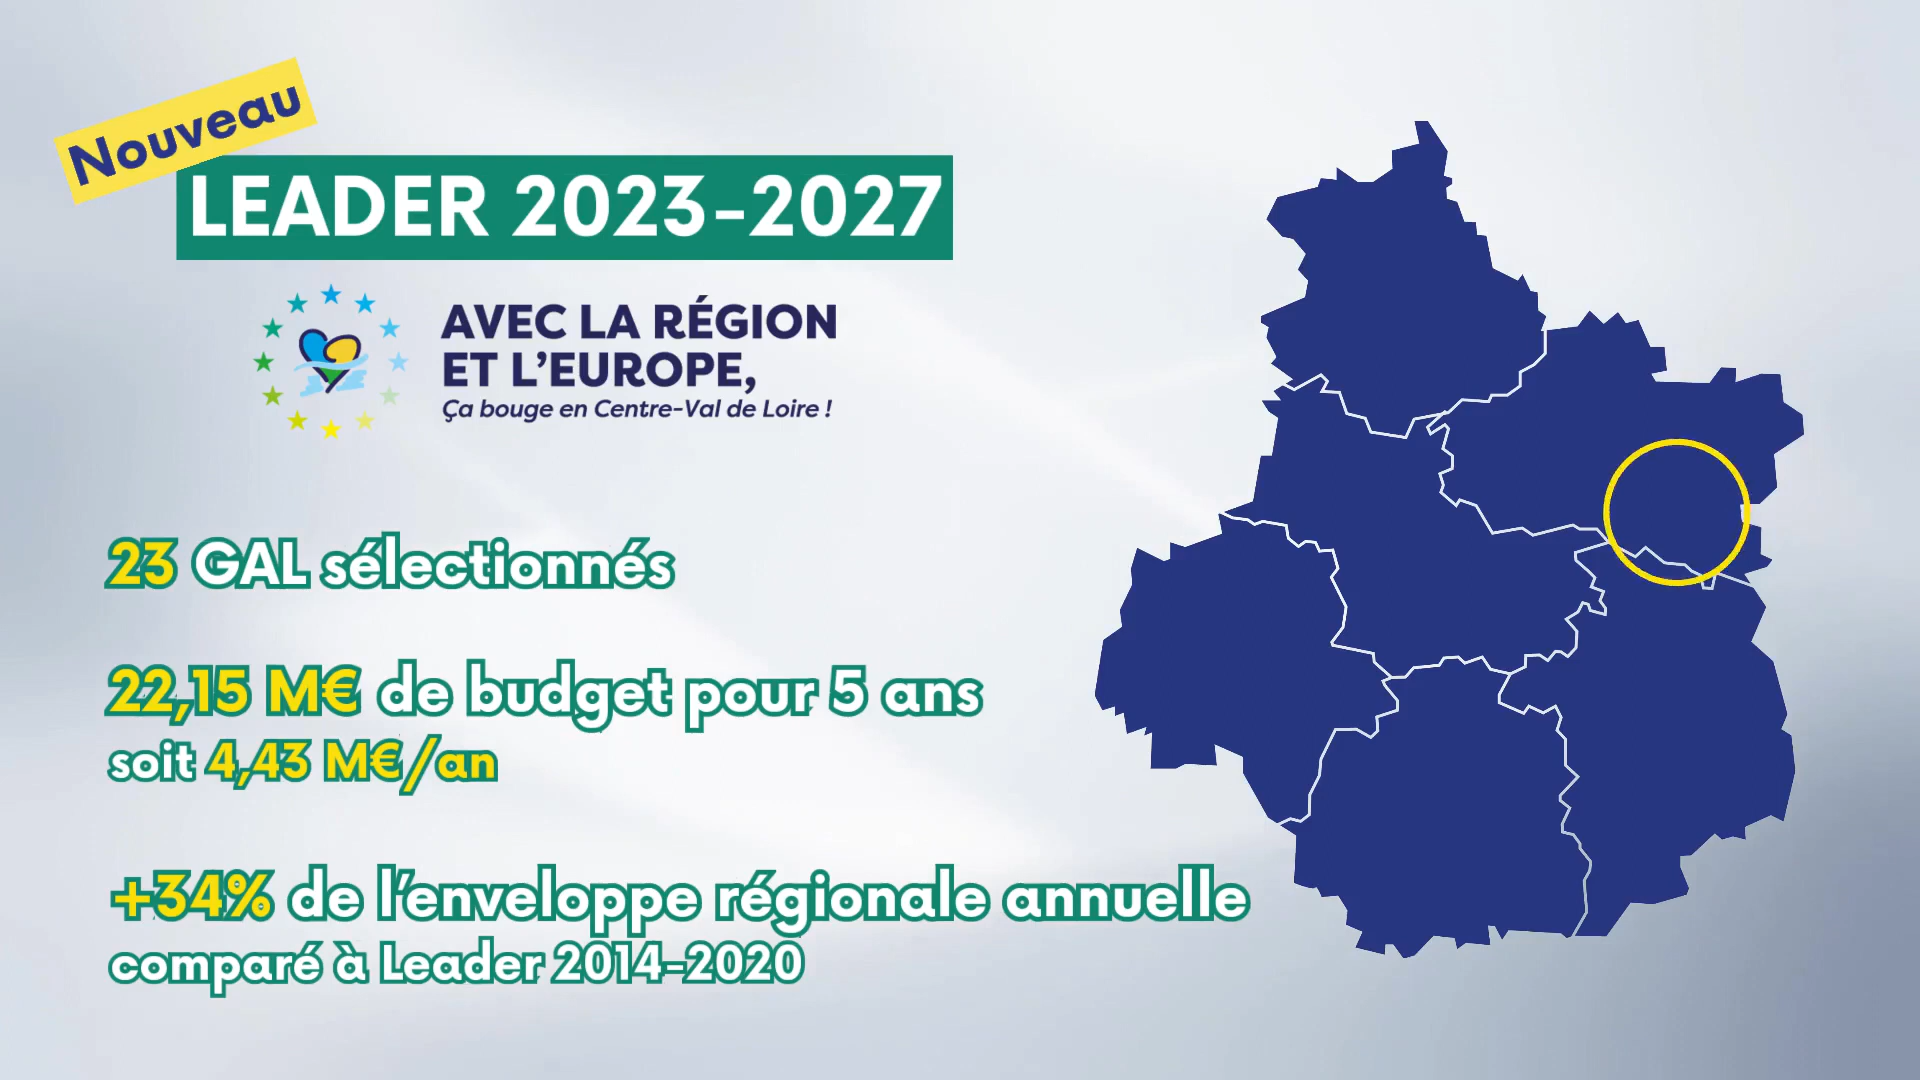 Nouveau
LEADER 2023-2027
AVEC LA RÉGION
ET L'EUROPE,
Ça bouge en Centre-Val de Loire !
23 GAL sélectionnés
22,15 M€ de budget pour 5 ans
soit 4,43 M€/an
+34% de l'enveloppe régionale annuelle
comparé à Leader 2014-2020